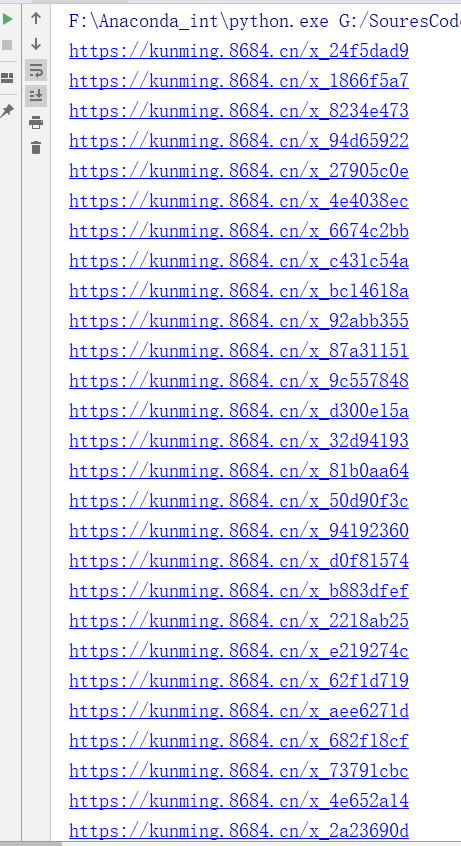 F:\Anaconda_int\python.exe G:/SouresCode
https://kunming.8684.cn/x_24f5dad9
https://kunming.8684.cn/x_1866f5a7
https://kunming.8684.cn/x_8234e473
https://kunming.8684.cn/x_94d65922
https://kunming.8684.cn/x_27905c0e
https://kunming.8684.cn/x_4e4038ec
https://kunming.8684.cn/x_6674c2bb
https://kunming.8684.cn/x_c431c54a
https://kunming.8684.cn/x_bc14618a
https://kunming.8684.cn/x_92abb355
https://kunming.8684.cn/x_87a31151
https://kunming.8684.cn/x_9c557848
https://kunming.8684.cn/x_d300e15a
https://kunming.8684.cn/x_32d94193
https://kunming.8684.cn/x_81b0aa64
https://kunming.8684.cn/x_50d90f3c
https://kunming.8684.cn/x_94192360
https://kunming.8684.cn/x_d0f81574
https://kunming.8684.cn/x_b883dfef
https://kunming.8684.cn/x_2218ab25
https://kunming.8684.cn/x_e219274c
https://kunming.8684.cn/x_62f1d719
https://kunming.8684.cn/x_aee6271d
https://kunming.8684.cn/x_682f18cf
https://kunming.8684.cn/x_73791cbc
https://kunming.8684.cn/x_4e652a14
https://kunming.8684.cn/x_2a23690d